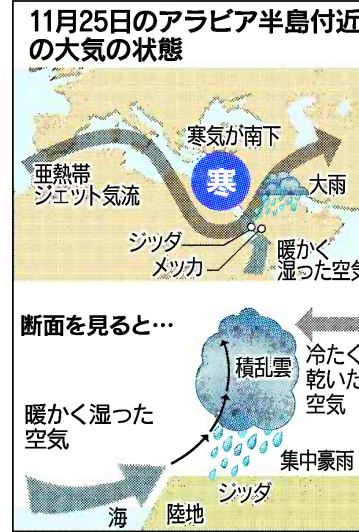 11月25日のアラビア半島付近
の大気の状態
寒気が南下
寒
亜熱帯
ジェット気流
大雨
ジッダ
メッカ
暖かく
湿った空気
断面を見ると…
積乱雲
冷たく
乾いた
空気
暖かく湿った
空気
集中豪雨
ジッダ
海
陸地